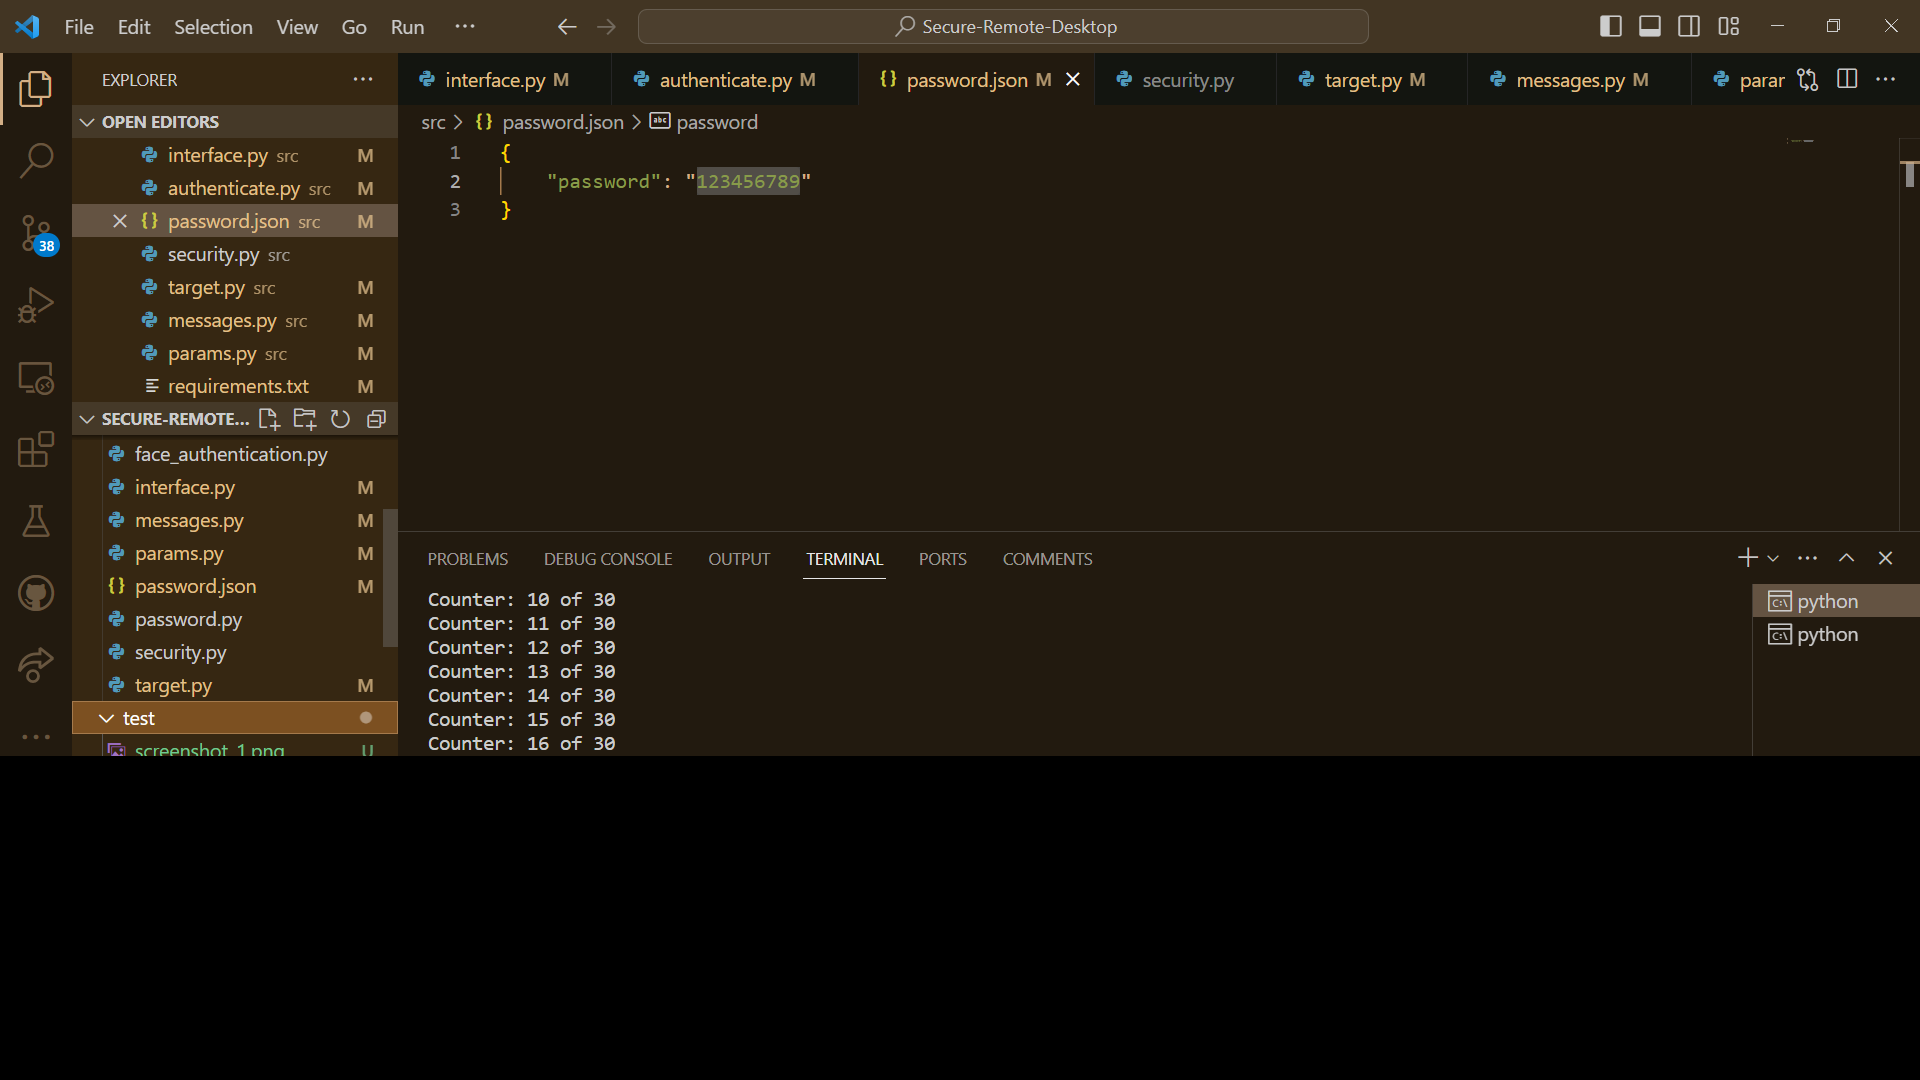 File Edit Selection View Go Run ···
Secure-Remote-Desktop
EXPLORER ···
OPEN EDITORS
interface.py src M
authenticate.py src M
password.json src M
security.py src
target.py src M
messages.py src M
params.py src M
requirements.txt M
SECURE-REMOTE...
face_authentication.py
interface.py M
messages.py M
params.py M
password.json M
password.py
security.py
target.py M
test
screenshot_1.png U
38
interface.py M authenticate.py M {} password.json M security.py target.py M messages.py M parar
src > {} password.json > abc password
1 {
2 "password": "123456789"
3 }
PROBLEMS DEBUG CONSOLE OUTPUT TERMINAL PORTS COMMENTS
Counter: 10 of 30
Counter: 11 of 30
Counter: 12 of 30
Counter: 13 of 30
Counter: 14 of 30
Counter: 15 of 30
Counter: 16 of 30
python
python